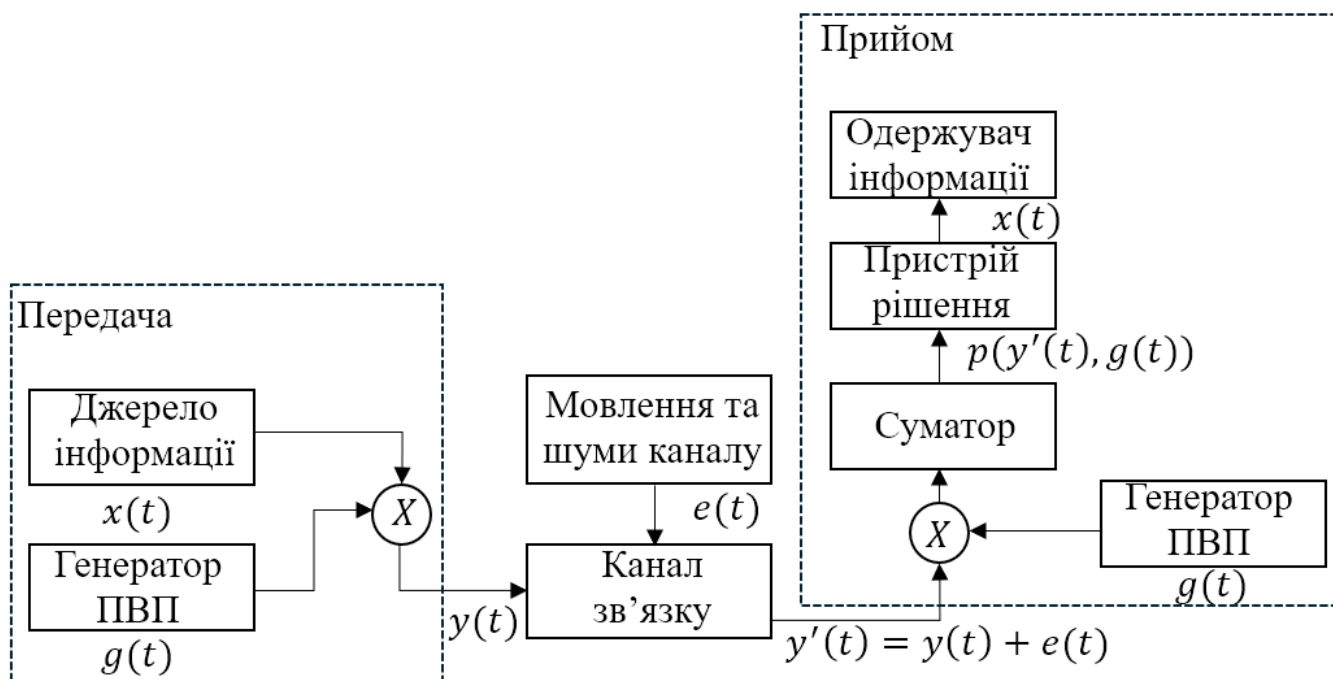 Передача
Джерело
інформації
x(t)
Генератор
ПВП
g(t)
X
y(t)
Мовлення та
шуми каналу
e(t)
Канал
зв’язку
y′(t) = y(t) + e(t)
Прийом
Одержувач
інформації
x(t)
Пристрій
рішення
p(y′(t), g(t))
Суматор
X
Генератор
ПВП
g(t)